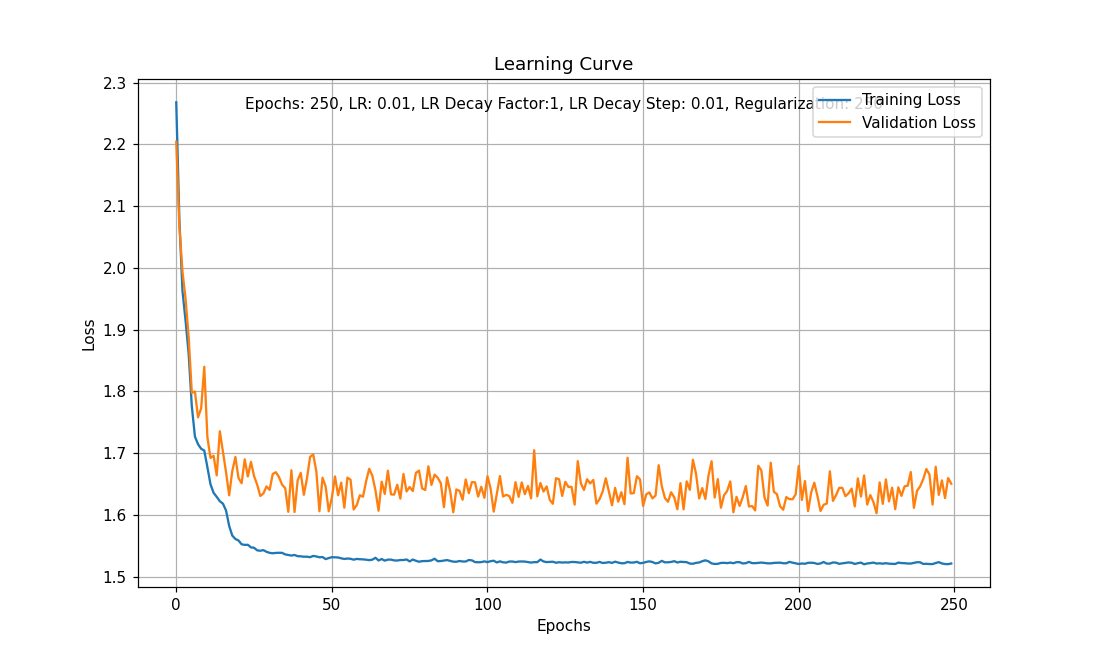 Learning Curve
Epochs: 250, LR: 0.01, LR Decay Factor:1, LR Decay Step: 0.01, Regularization: 250
Training Loss
Validation Loss
2.3
2.2
2.1
2.0
1.9
1.8
1.7
1.6
1.5
Loss
0 50 100 150 200 250
Epochs